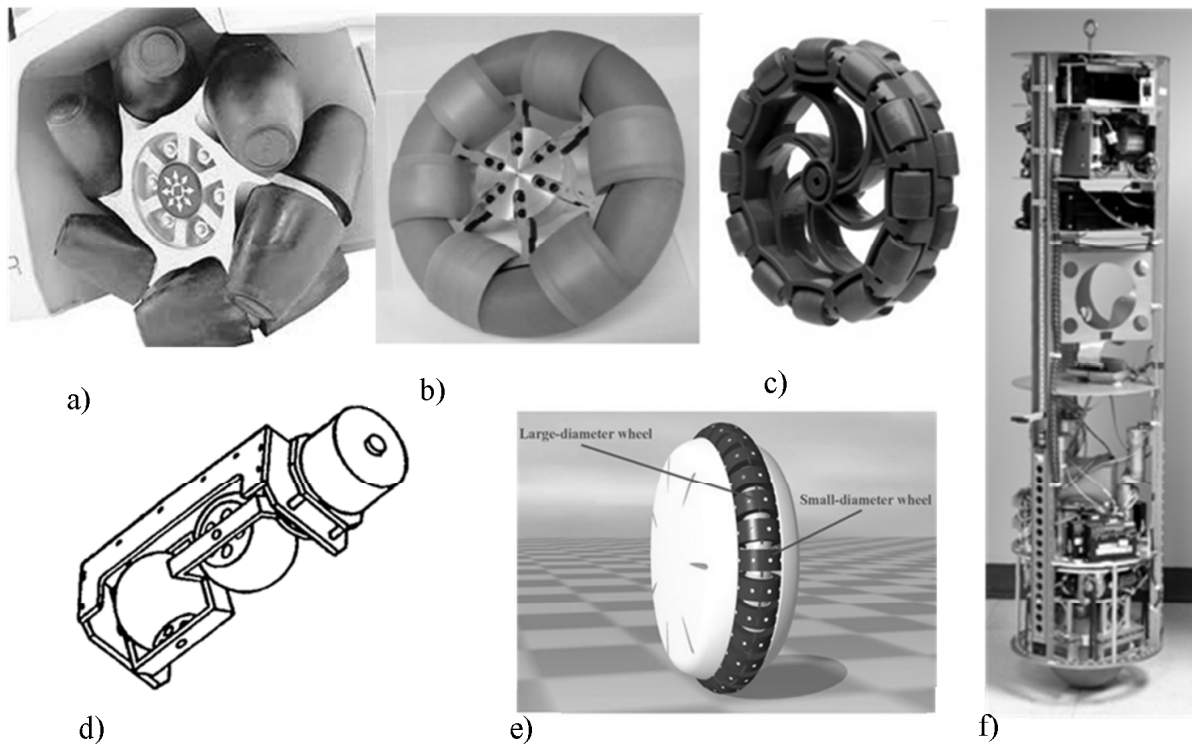 a)
b)
c)
Large-diameter wheel
Small-diameter wheel
d)
e)
f)